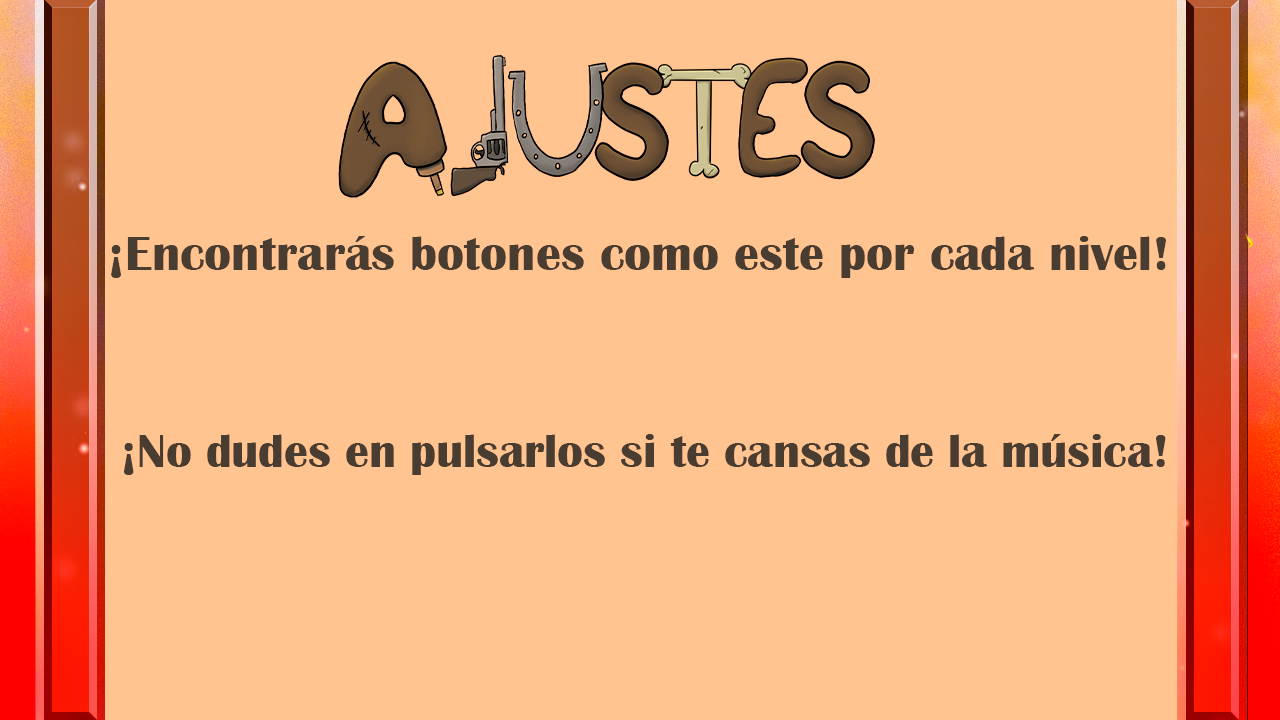 AJUSTES
¡Encontrarás botones como este por cada nivel!
¡No dudes en pulsarlos si te cansas de la música!